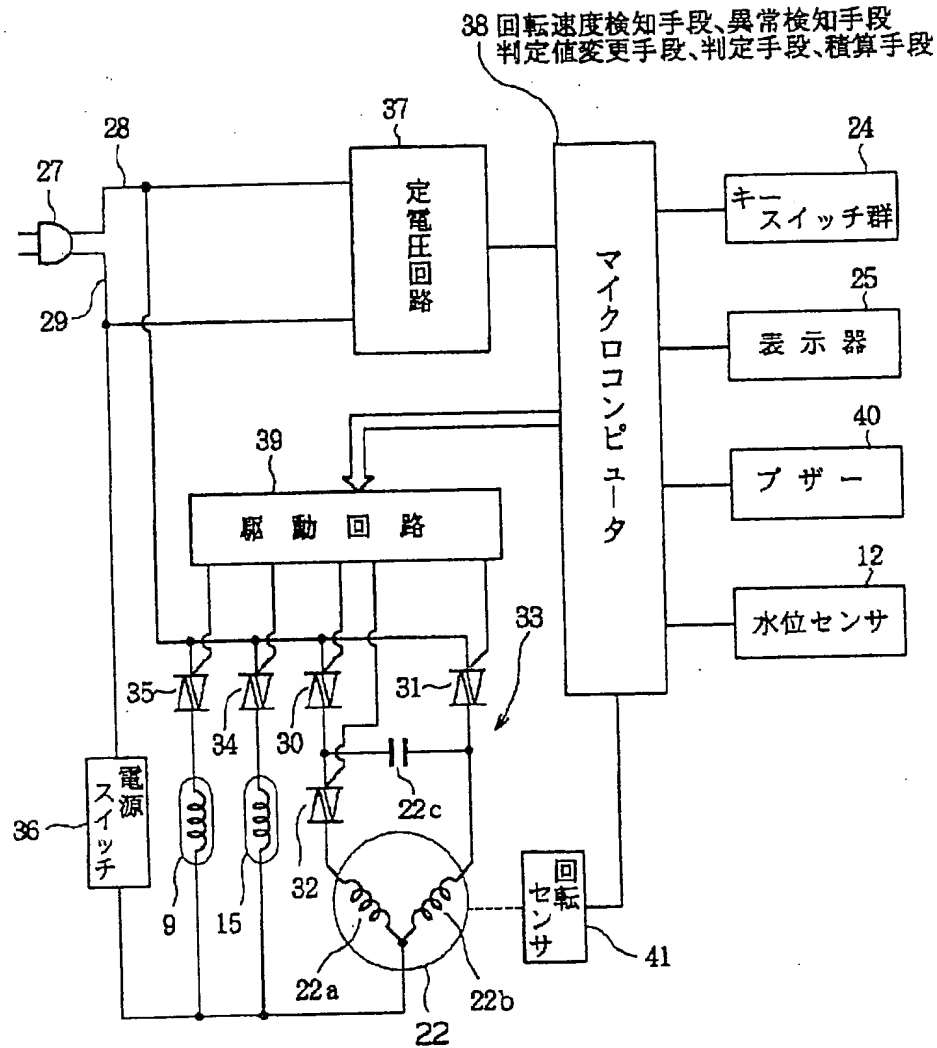 38 回転速度検知手段、異常検知手段
判定値変更手段、判定手段、積算手段
28
37
27
24
定電圧回路
キー
スイッチ群
マイクロコンピュータ
29
25
表示器
39
40
駆動回路
ブザー
12
水位センサ
33
35
34
30
31
電源
スイッチ
36
22c
32
9
15
回転
センサ
41
22a
22b
22